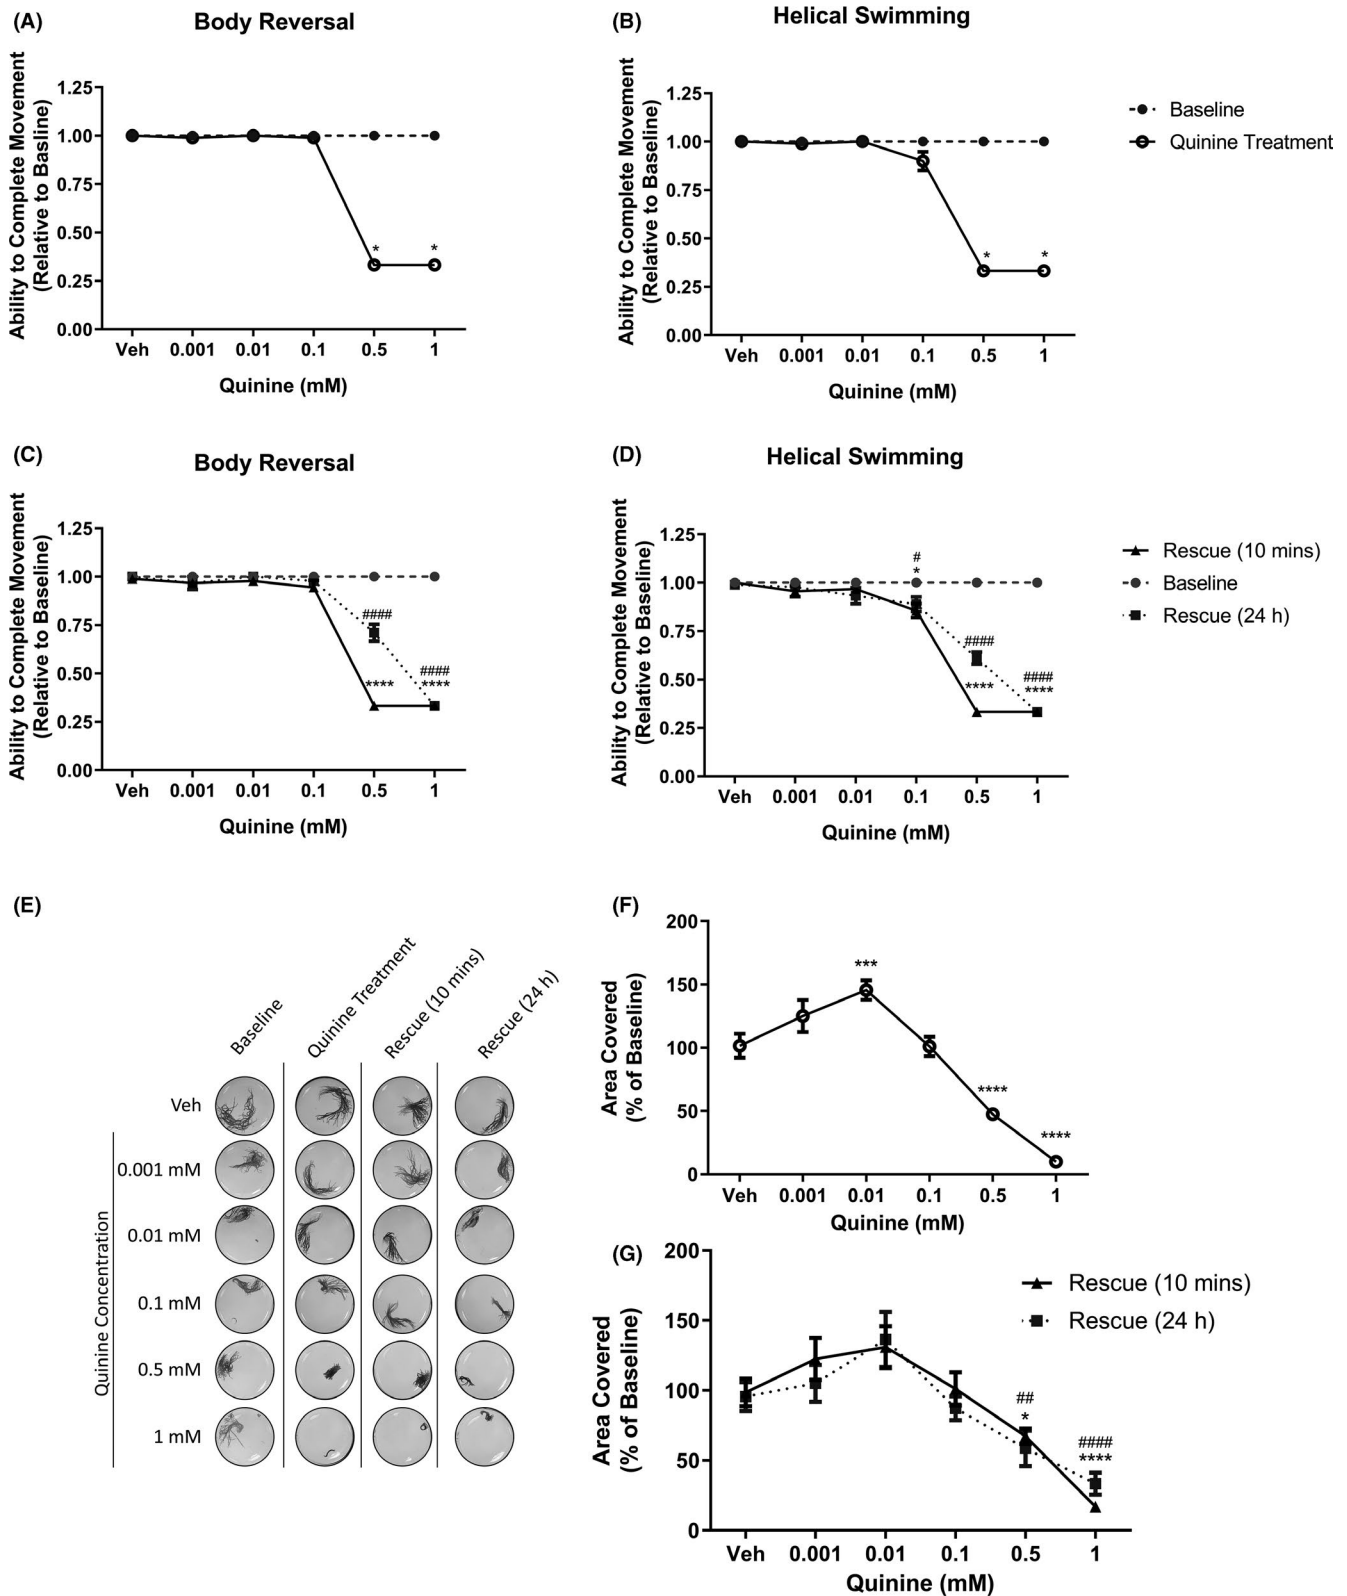 (A)
Body Reversal
Ability to Complete Movement
(Relative to Basline)
1.25
1.00
0.75
0.50
0.25
0.00
*
*
Veh 0.001 0.01 0.1 0.5 1
Quinine (mM)
(B)
Helical Swimming
Ability to Complete Movement
(Relative to Baseline)
1.25
1.00
0.75
0.50
0.25
0.00
*
*
Veh 0.001 0.01 0.1 0.5 1
Quinine (mM)
Baseline
Quinine Treatment
(C)
Body Reversal
Ability to Complete Movement
(Relative to Baseline)
1.25
1.00
0.75
0.50
0.25
0.00
####
****
####
****
Veh 0.001 0.01 0.1 0.5 1
Quinine (mM)
(D)
Helical Swimming
Ability to Complete Movement
(Relative to Baseline)
1.25
1.00
0.75
0.50
0.25
0.00
#
*
####
****
####
****
Veh 0.001 0.01 0.1 0.5 1
Quinine (mM)
Rescue (10 mins)
Baseline
Rescue (24 h)
(E)
Baseline
Quinine Treatment
Rescue (10 mins)
Rescue (24 h)
Quinine Concentration
Veh
0.001 mM
0.01 mM
0.1 mM
0.5 mM
1 mM
(F)
Area Covered
(% of Baseline)
200
150
100
50
0
***
****
****
Veh 0.001 0.01 0.1 0.5 1
Quinine (mM)
(G)
Area Covered
(% of Baseline)
200
150
100
50
0
Rescue (10 mins)
Rescue (24 h)
##
*
####
****
Veh 0.001 0.01 0.1 0.5 1
Quinine (mM)